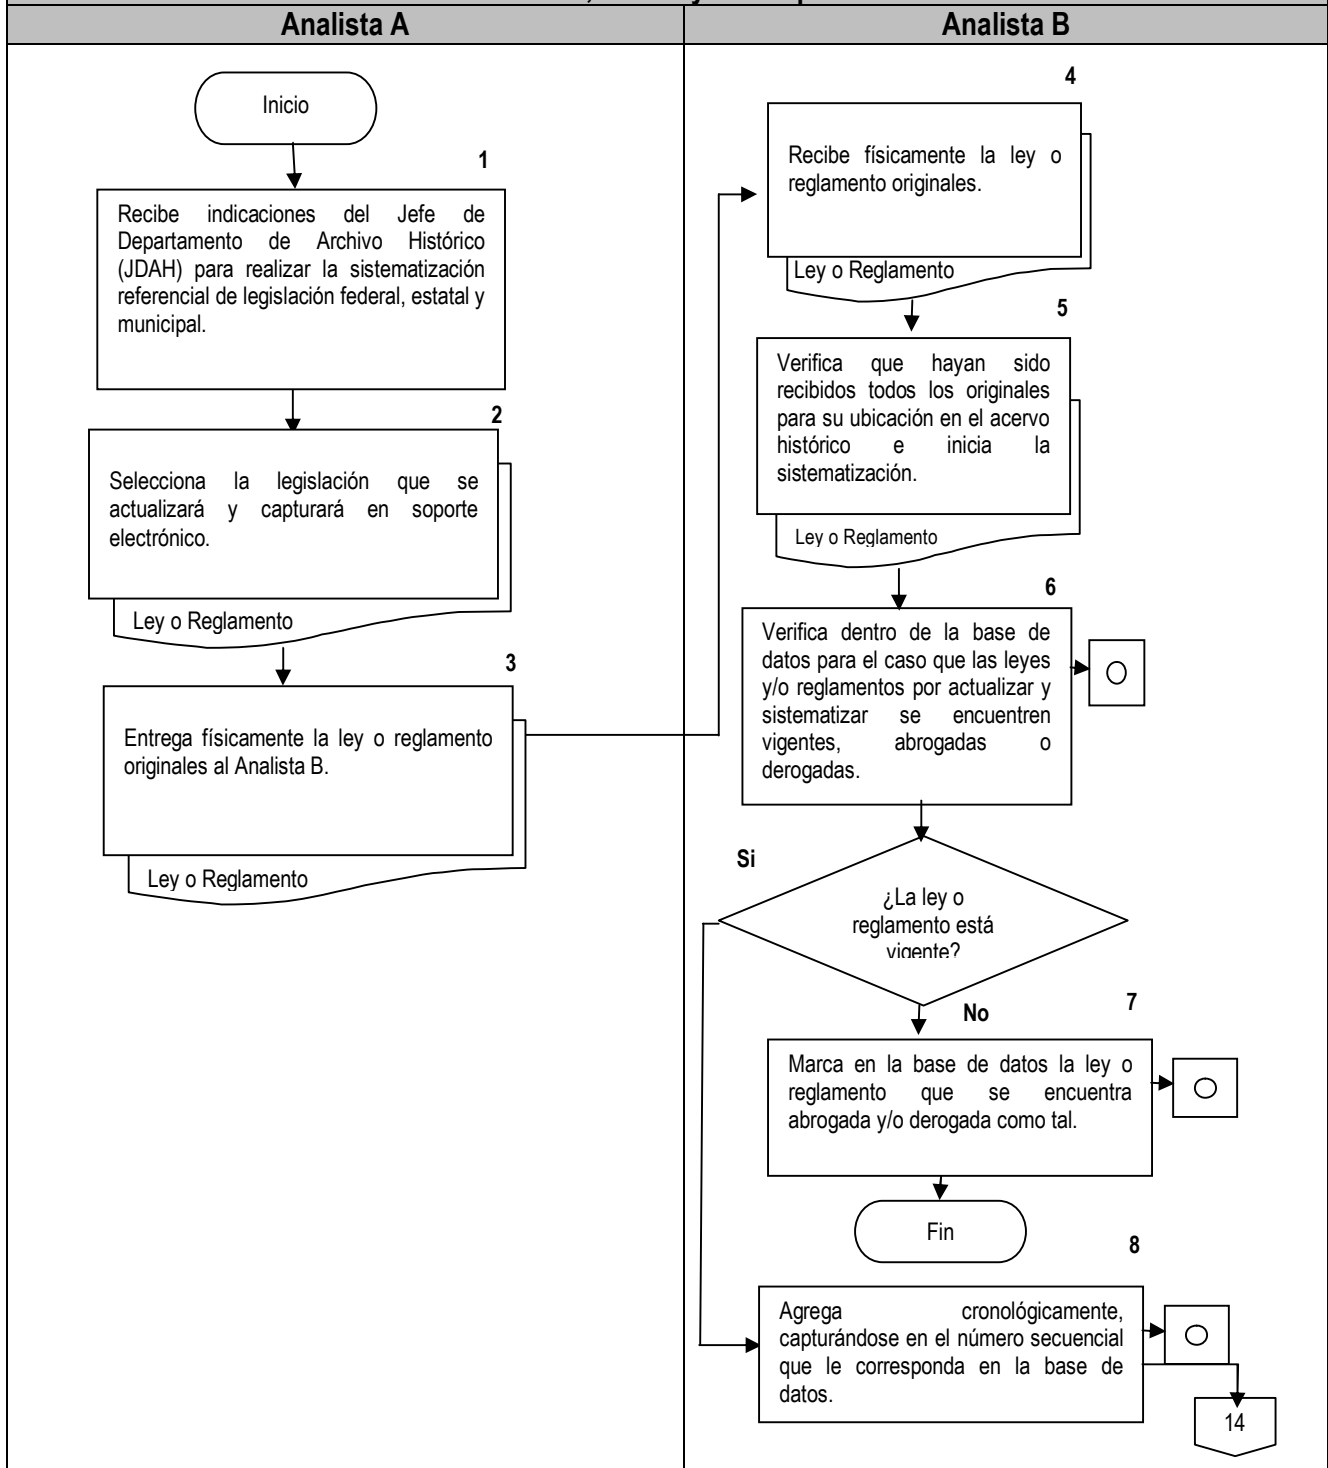 Analista A
Analista B
Inicio
1
Recibe indicaciones del Jefe de
Departamento de Archivo Histórico
(JDAH) para realizar la sistematización
referencial de legislación federal, estatal y
municipal.
2
Selecciona la legislación que se
actualizará y capturará en soporte
electrónico.
Ley o Reglamento
3
Entrega físicamente la ley o reglamento
originales al Analista B.
Ley o Reglamento
4
Recibe físicamente la ley o
reglamento originales.
Ley o Reglamento
5
Verifica que hayan sido
recibidos todos los originales
para su ubicación en el acervo
histórico e inicia la
sistematización.
Ley o Reglamento
6
Verifica dentro de la base de
datos para el caso que las leyes
y/o reglamentos por actualizar y
sistematizar se encuentren
vigentes, abrogadas o
derogadas.
Si
¿La ley o
reglamento está
vigente?
No
7
Marca en la base de datos la ley o
reglamento que se encuentra
abrogada y/o derogada como tal.
Fin
8
Agrega cronológicamente,
capturándose en el número secuencial
que le corresponda en la base de
datos.
14